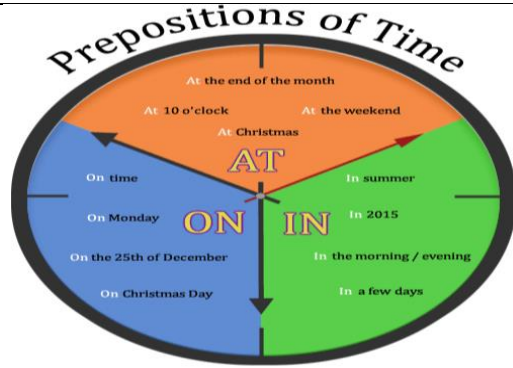 Prepositions of Time
At the end of the month
At 10 o'clock
At the weekend
At Christmas
AT
On time
On Monday
On the 25th of December
On Christmas Day
ON
In summer
In 2015
In the morning / evening
In a few days
IN